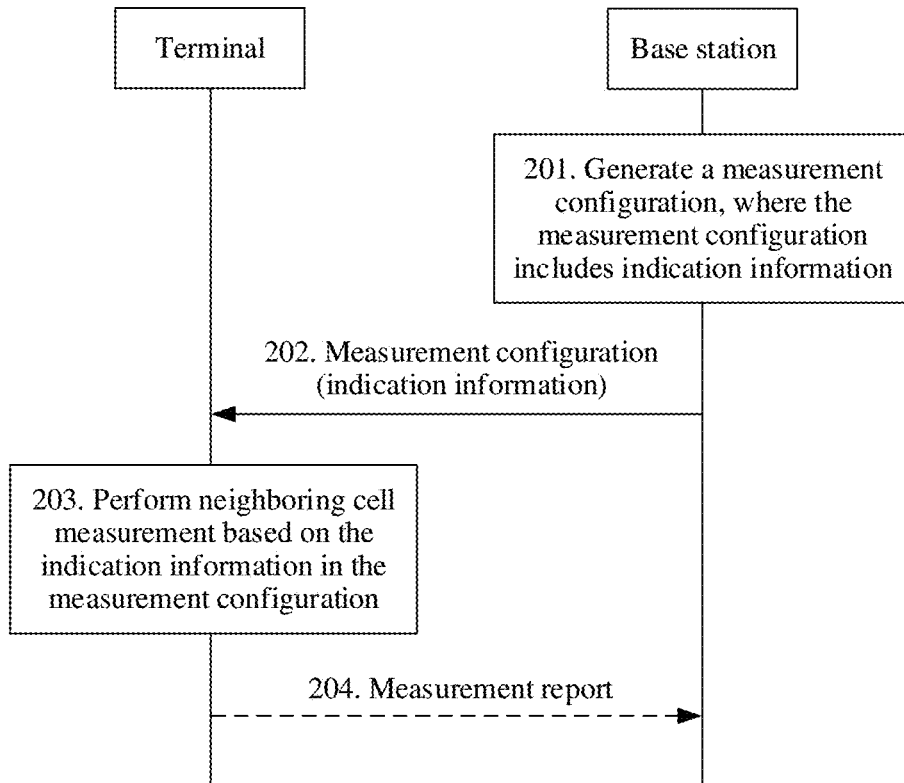 Terminal
Base station
201. Generate a measurement
configuration, where the
measurement configuration
includes indication information
202. Measurement configuration
(indication information)
203. Perform neighboring cell
measurement based on the
indication information in the
measurement configuration
204. Measurement report